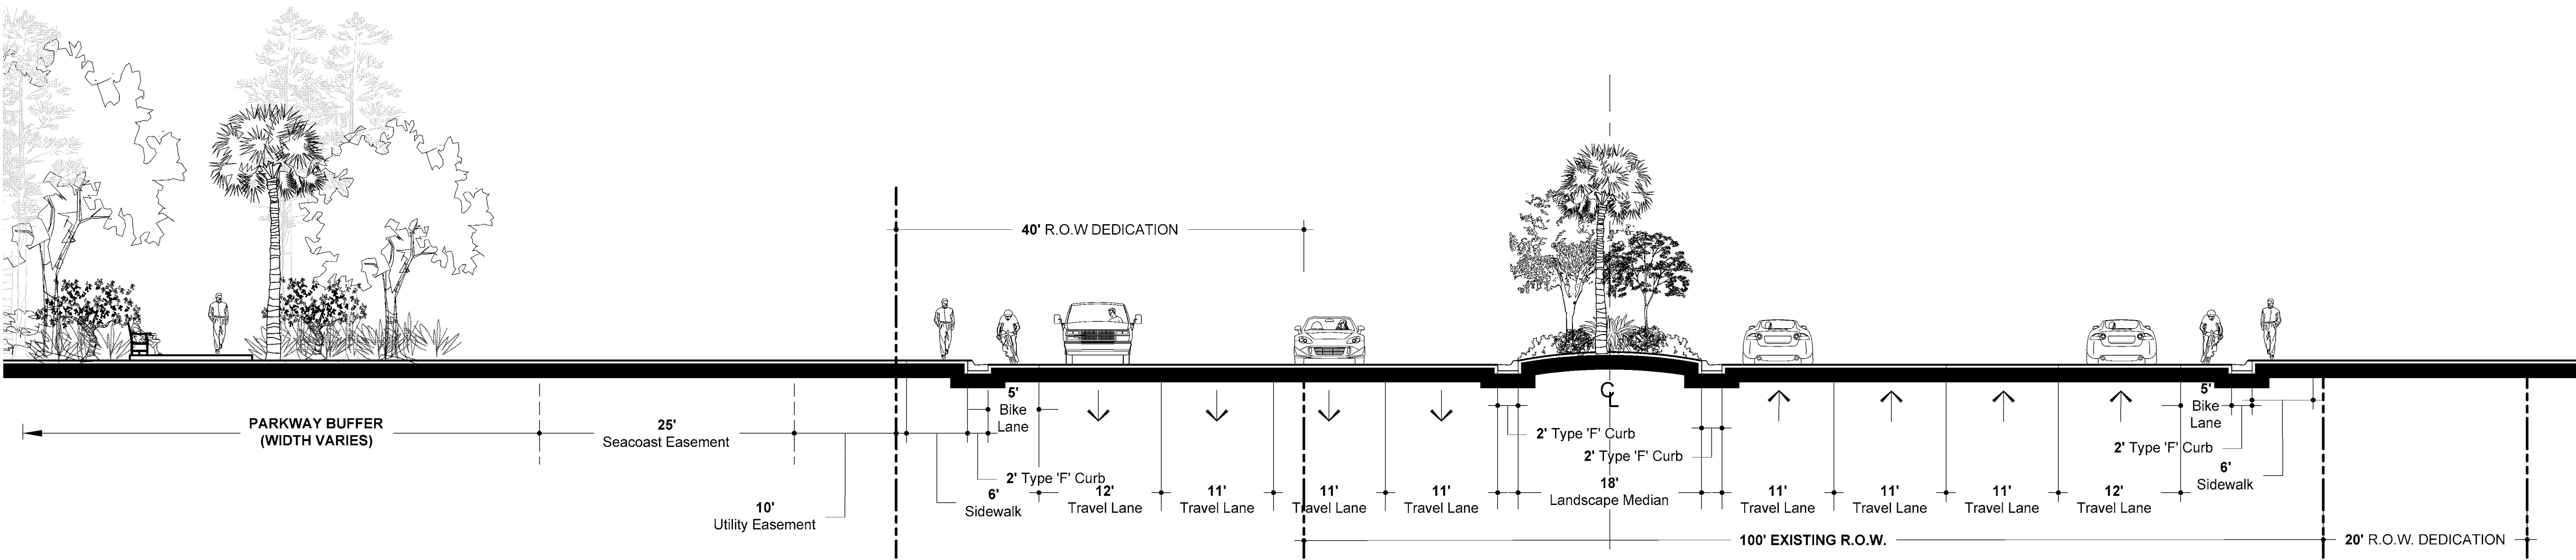 40' R.O.W DEDICATION
PARKWAY BUFFER
(WIDTH VARIES)
25'
Seacoast Easement
10'
Utility Easement
6'
Sidewalk
2' Type 'F' Curb
5'
Bike
Lane
12'
Travel Lane
11'
Travel Lane
11'
Travel Lane
11'
Travel Lane
2' Type 'F' Curb
CL
2' Type 'F' Curb
18'
Landscape Median
11'
Travel Lane
11'
Travel Lane
11'
Travel Lane
12'
Travel Lane
5'
Bike
Lane
2' Type 'F' Curb
6'
Sidewalk
100' EXISTING R.O.W.
20' R.O.W. DEDICATION